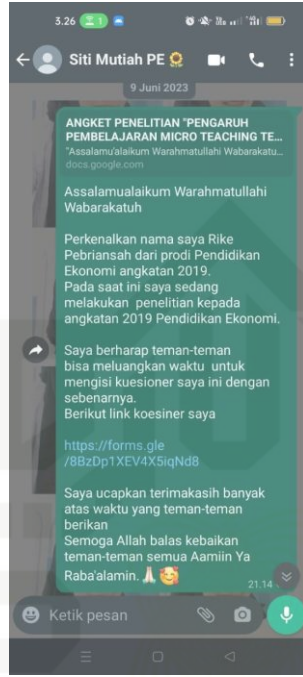 3.26
Siti Mutiah PE 🌻
9 Juni 2023
ANGKET PENELITIAN "PENGARUH
PEMBELAJARAN MICRO TEACHING TE...
"Assalamu'alaikum Warahmatullahi Wabarakatu...
docs.google.com
Assalamualaikum Warahmatullahi
Wabarakatuh
Perkenalkan nama saya Rike
Pebriansah dari prodi Pendidikan
Ekonomi angkatan 2019.
Pada saat ini saya sedang
melakukan penelitian kepada
angkatan 2019 Pendidikan Ekonomi.
Saya berharap teman-teman
bisa meluangkan waktu untuk
mengisi kuesioner saya ini dengan
sebenarnya.
Berikut link koesiner saya
https://forms.gle
/8BzDp1XEV4X5iqNd8
Saya ucapkan terimakasih banyak
atas waktu yang teman-teman
berikan
Semoga Allah balas kebaikan
teman-teman semua Aamiin Ya
Raba'alamin. 🙏🏻🥰
21.14
Ketik pesan